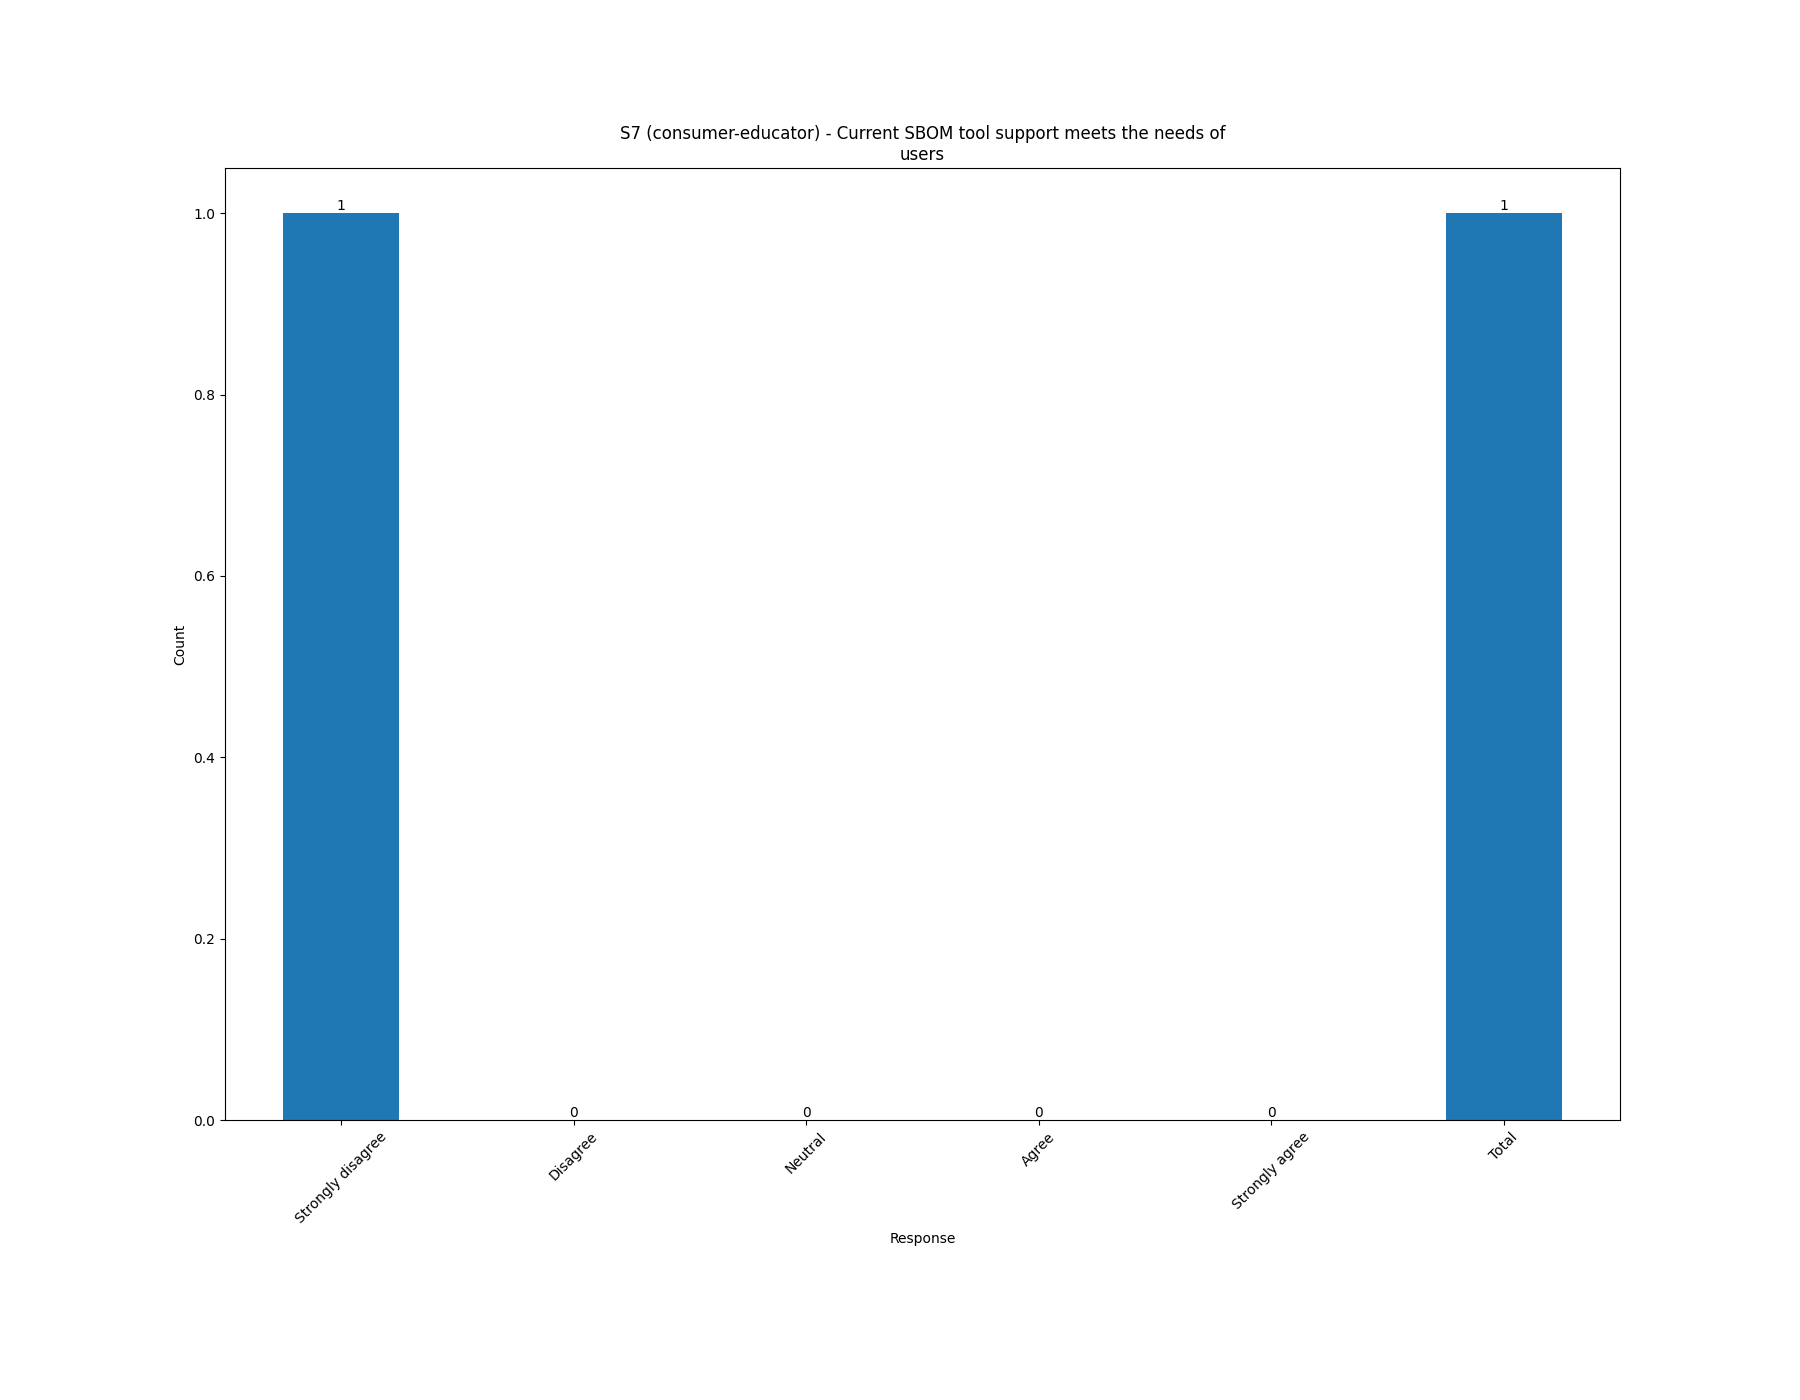 S7 (consumer-educator) - Current SBOM tool support meets the needs of
users
1
1
1.0
0.8
0.6
0.4
0.2
0.0
Count
0
0
0
0
Strongly disagree
Disagree
Neutral
Agree
Strongly agree
Total
Response